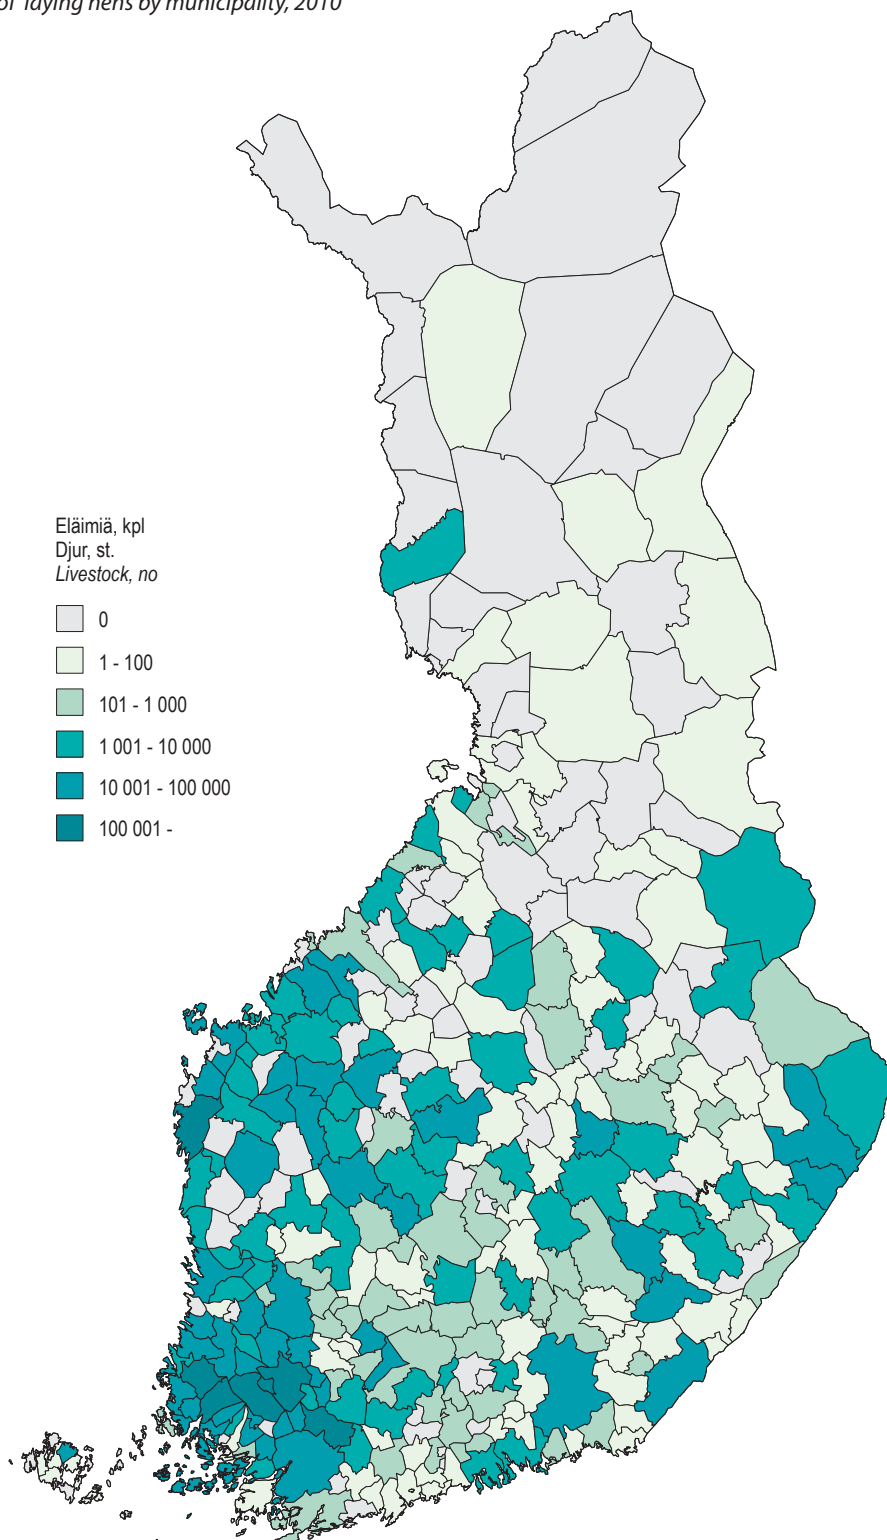 of laying hens by municipality, 2010
Eläimiä, kpl
Djur, st.
Livestock, no
0
1 - 100
101 - 1 000
1 001 - 10 000
10 001 - 100 000
100 001 -